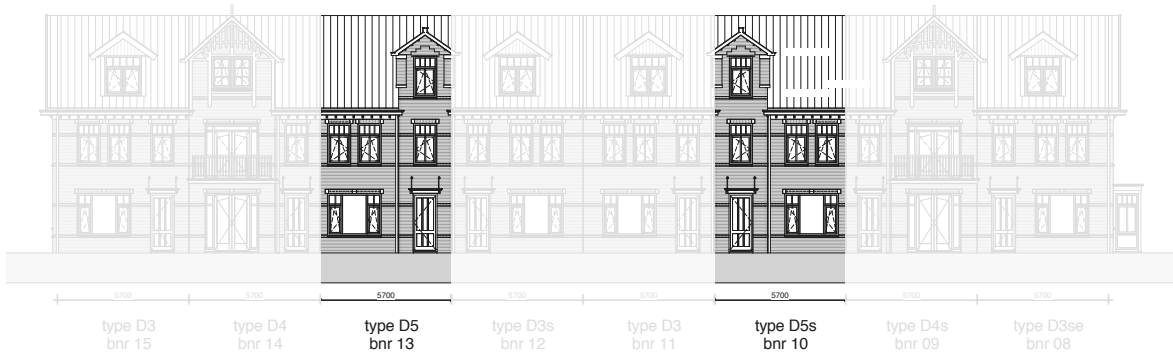 5700 5700 5700 5700 5700 5700 5700 5700
type D3 type D4 type D5 type D3s type D3 type D5s type D4s type D3se
bnr 15 bnr 14 bnr 13 bnr 12 bnr 11 bnr 10 bnr 09 bnr 08